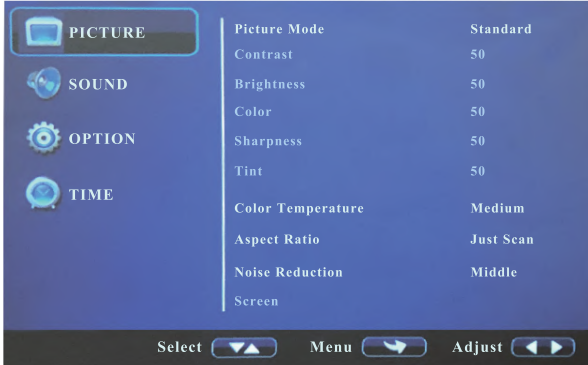 PICTURE
SOUND
OPTION
TIME
Picture Mode Standard
Contrast 50
Brightness 50
Color 50
Sharpness 50
Tint 50
Color Temperature Medium
Aspect Ratio Just Scan
Noise Reduction Middle
Screen
Select Menu Adjust